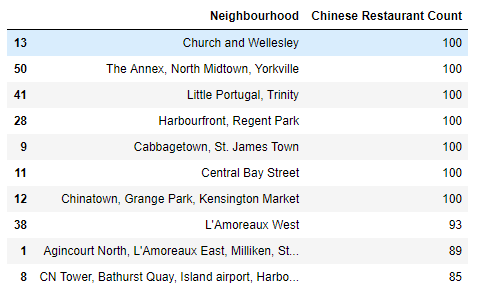 Neighbourhood Chinese Restaurant Count
13 Church and Wellesley 100
50 The Annex, North Midtown, Yorkville 100
41 Little Portugal, Trinity 100
28 Harbourfront, Regent Park 100
9 Cabbagetown, St. James Town 100
11 Central Bay Street 100
12 Chinatown, Grange Park, Kensington Market 100
38 L'Amoreaux West 93
1 Agincourt North, L'Amoreaux East, Milliken, St... 89
8 CN Tower, Bathurst Quay, Island airport, Harbo... 85